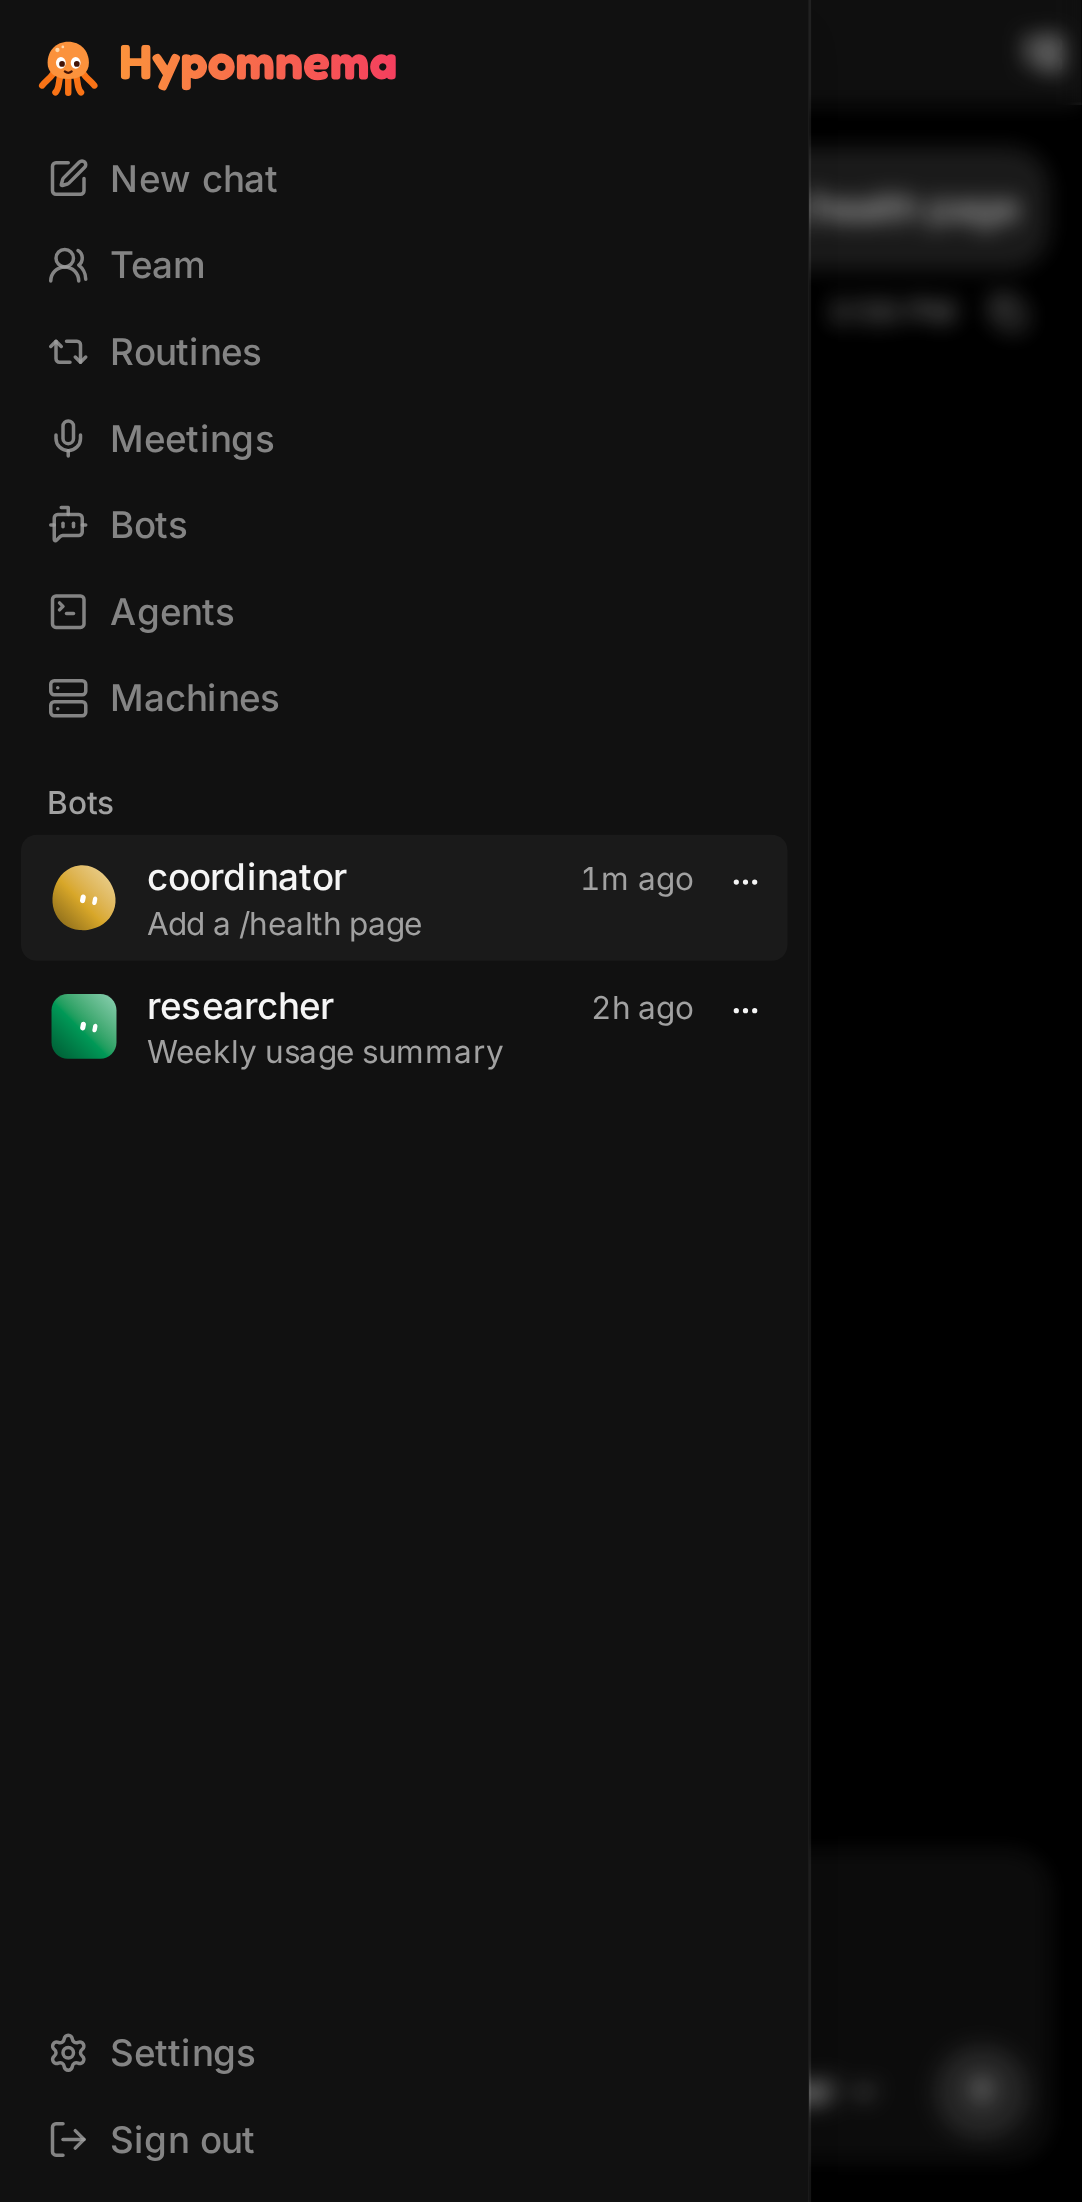 Hypomnema
New chat
Team
Routines
Meetings
Bots
Agents
Machines
Bots
coordinator
1m ago
Add a /health page
researcher
2h ago
Weekly usage summary
Settings
Sign out